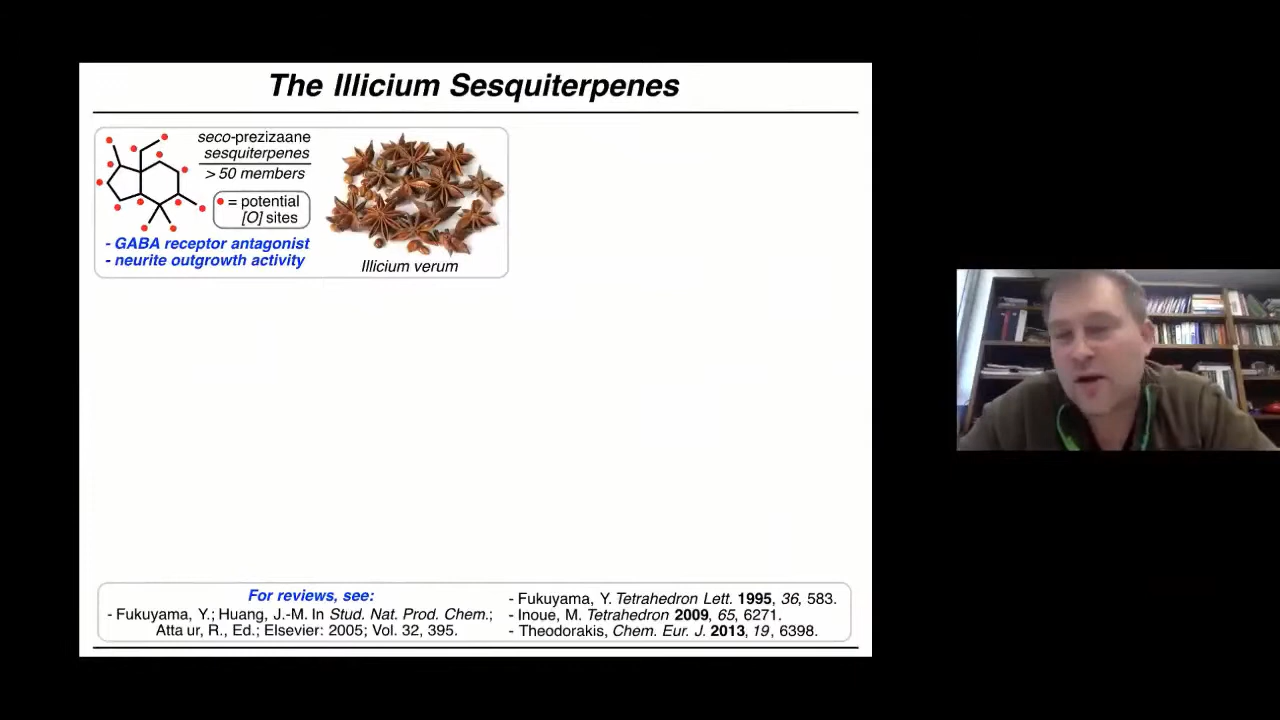 The Illicium Sesquiterpenes
seco-prezizaane
sesquiterpenes
> 50 members
= potential
[O] sites
- GABA receptor antagonist
- neurite outgrowth activity
Illicium verum
For reviews, see:
- Fukuyama, Y.; Huang, J.-M. In Stud. Nat. Prod. Chem.;
Atta ur, R., Ed.; Elsevier: 2005; Vol. 32, 395.
- Fukuyama, Y. Tetrahedron Lett. 1995, 36, 583.
- Inoue, M. Tetrahedron 2009, 65, 6271.
- Theodorakis, Chem. Eur. J. 2013, 19, 6398.